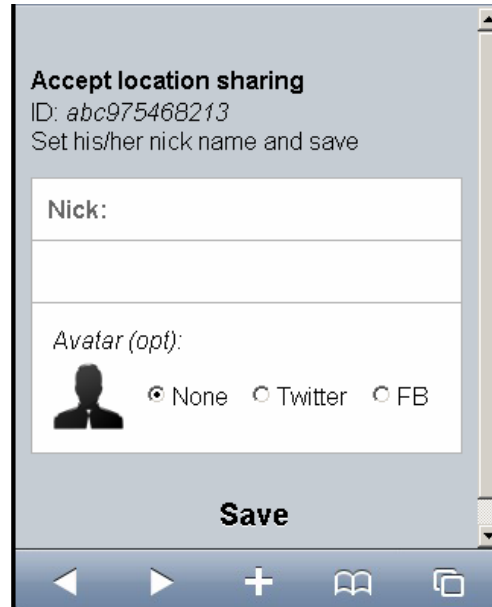 Accept location sharing
ID: abc975468213
Set his/her nick name and save
Nick:
Avatar (opt):
None Twitter FB
Save